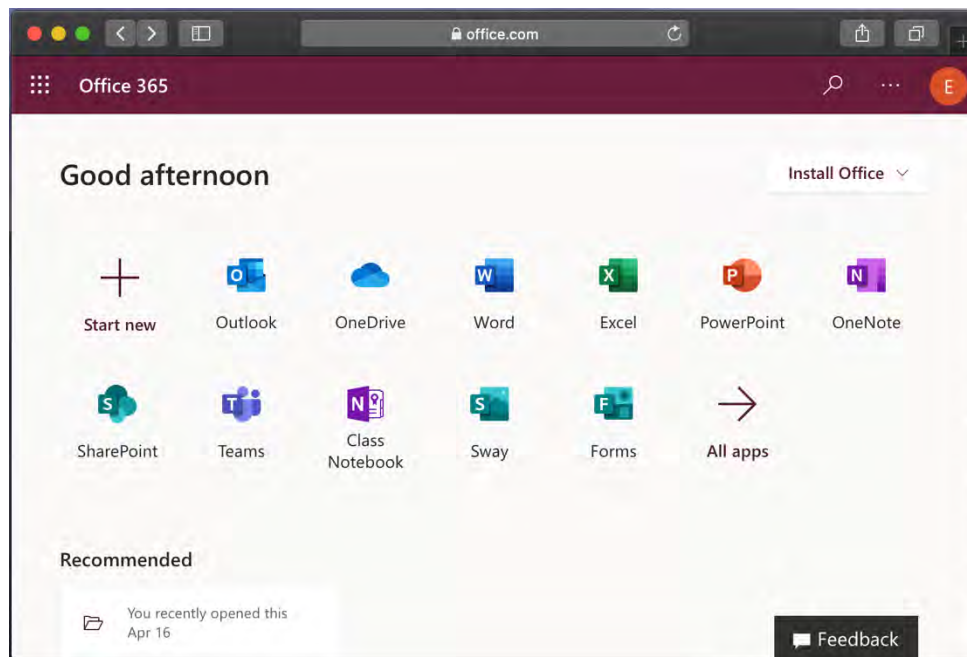 office.com
Office 365
E
Good afternoon
Install Office
Start new
Outlook
OneDrive
Word
Excel
PowerPoint
OneNote
SharePoint
Teams
Class
Notebook
Sway
Forms
All apps
Recommended
You recently opened this
Apr 16
Feedback